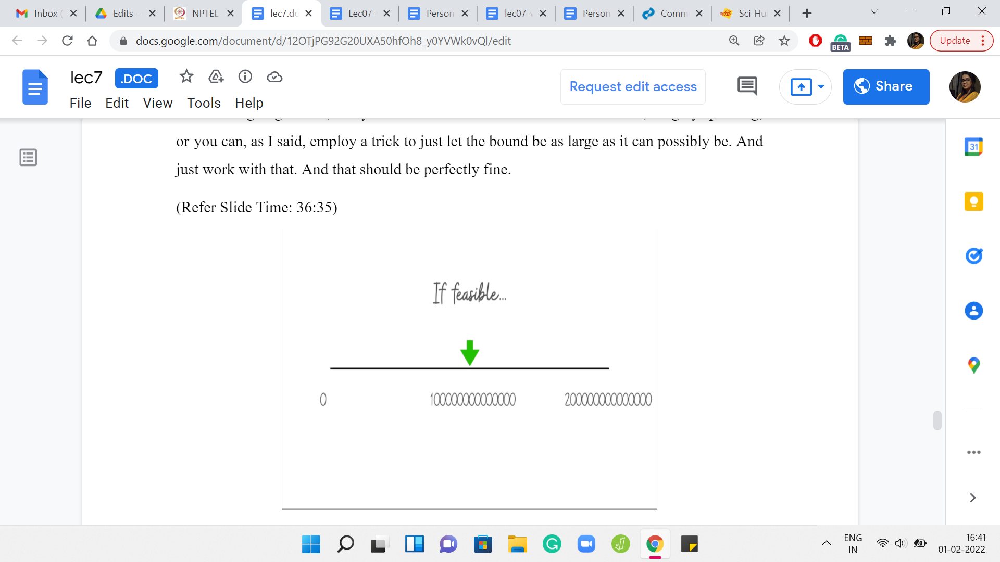 Inbox (
Edits -
NPTEL
lec7.do
Lec07-
Person
lec07-v
Person
Comm
Sci-Hu
docs.google.com/document/d/12OTjPG92G20UXA50hfOh8_y0YVWk0vQl/edit
BETA
Update
lec7
.DOC
Request edit access
Share
File Edit View Tools Help
or you can, as I said, employ a trick to just let the bound be as large as it can possibly be. And
just work with that. And that should be perfectly fine.
(Refer Slide Time: 36:35)
If feasible...
0 100000000000000 200000000000000
31
ENG
IN
16:41
01-02-2022